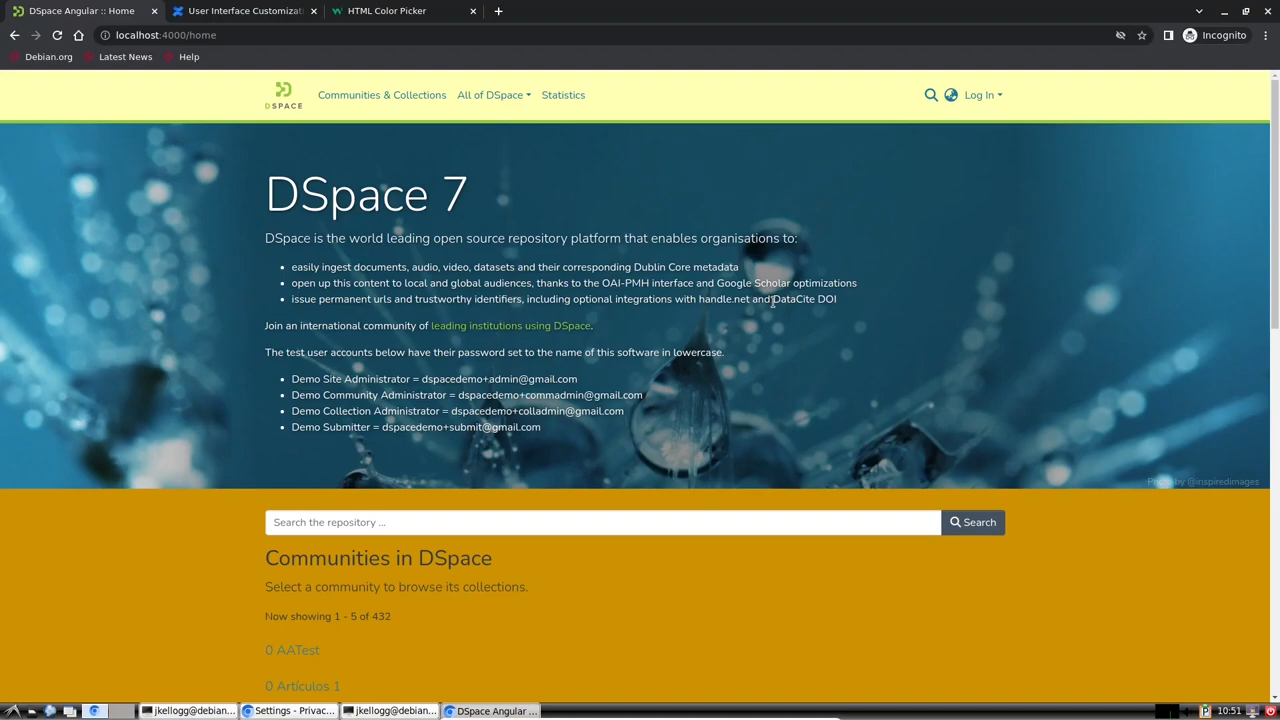 DSpace Angular :: Home
User Interface Customizat
HTML Color Picker
localhost:4000/home
Incognito
Debian.org
Latest News
Help
DSPACE
Communities & Collections
All of DSpace
Statistics
Log In
DSpace 7
DSpace is the world leading open source repository platform that enables organisations to:
• easily ingest documents, audio, video, datasets and their corresponding Dublin Core metadata
• open up this content to local and global audiences, thanks to the OAI-PMH interface and Google Scholar optimizations
• issue permanent urls and trustworthy identifiers, including optional integrations with handle.net and DataCite DOI
Join an international community of leading institutions using DSpace.
The test user accounts below have their password set to the name of this software in lowercase.
• Demo Site Administrator = dspacedemo+admin@gmail.com
• Demo Community Administrator = dspacedemo+commadmin@gmail.com
• Demo Collection Administrator = dspacedemo+colladmin@gmail.com
• Demo Submitter = dspacedemo+submit@gmail.com
Photo by @inspiredimages
Search the repository ...
Search
Communities in DSpace
Select a community to browse its collections.
Now showing 1 - 5 of 432
0 AATest
0 Artículos 1
jkellogg@debian...
Settings - Privac...
jkellogg@debian...
DSpace Angular ...
10:51